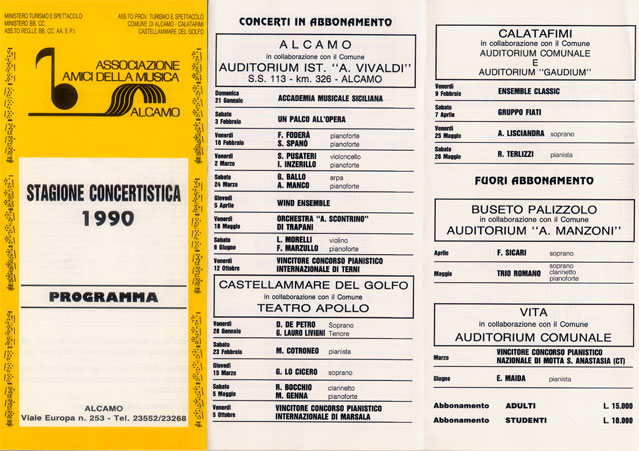 MINISTERO TURISMO E SPETTACOLO
MINISTERO BB. CC.
ASS.TO REG.LE BB. CC. AA. E P.I.
ASS.TO PROV. TURISMO E SPETTACOLO
COMUNE DI ALCAMO - CALATAFIMI
CASTELLAMMARE DEL GOLFO
ASSOCIAZIONE
AMICI DELLA MUSICA
ALCAMO
STAGIONE CONCERTISTICA
1990
PROGRAMMA
ALCAMO
Viale Europa n. 253 - Tel. 23552/23268
CONCERTI IN ABBONAMENTO
ALCAMO
in collaborazione con il Comune
AUDITORIUM IST. "A. VIVALDI"
S.S. 113 - km. 326 - ALCAMO
Domenica
21 Gennaio ACCADEMIA MUSICALE SICILIANA
Sabato
3 Febbraio UN PALCO ALL'OPERA
Venerdì F. FODERÀ pianoforte
16 Febbraio S. SPANÒ pianoforte
Venerdì S. PUSATERI violoncello
2 Marzo I. INZERILLO pianoforte
Sabato G. BALLO arpa
24 Marzo A. MANCO pianoforte
Giovedì
5 Aprile WIND ENSEMBLE
Venerdì ORCHESTRA "A. SCONTRINO"
18 Maggio DI TRAPANI
Sabato L. MORELLI violino
9 Giugno F. MARZULLO pianoforte
Venerdì VINCITORE CONCORSO PIANISTICO
12 Ottobre INTERNAZIONALE DI TERNI
CASTELLAMMARE DEL GOLFO
in collaborazione con il Comune
TEATRO APOLLO
Venerdì D. DE PETRO Soprano
26 Gennaio G. LAURO LIVIGNI Tenore
Sabato
23 Febbraio M. COTRONEO pianista
Giovedì
15 Marzo G. LO CICERO soprano
Sabato R. BOCCHIO clarinetto
5 Maggio M. GENNA pianoforte
Venerdì VINCITORE CONCORSO PIANISTICO
5 Ottobre INTERNAZIONALE DI MARSALA
CALATAFIMI
in collaborazione con il Comune
AUDITORIUM COMUNALE
E
AUDITORIUM "GAUDIUM"
Venerdì
9 Febbraio ENSEMBLE CLASSIC
Sabato
7 Aprile GRUPPO FIATI
Venerdì
25 Maggio A. LISCIANDRA soprano
Sabato
26 Maggio R. TERLIZZI pianista
FUORI ABBONAMENTO
BUSETO PALIZZOLO
in collaborazione con il Comune
AUDITORIUM "A. MANZONI"
Aprile F. SICARI soprano
soprano
Maggio TRIO ROMANO clarinetto
pianoforte
VITA
in collaborazione con il Comune
AUDITORIUM COMUNALE
Marzo VINCITORE CONCORSO PIANISTICO
NAZIONALE DI MOTTA S. ANASTASIA (CT)
Giugno E. MAIDA pianista
Abbonamento ADULTI L. 15.000
Abbonamento STUDENTI L. 10.000